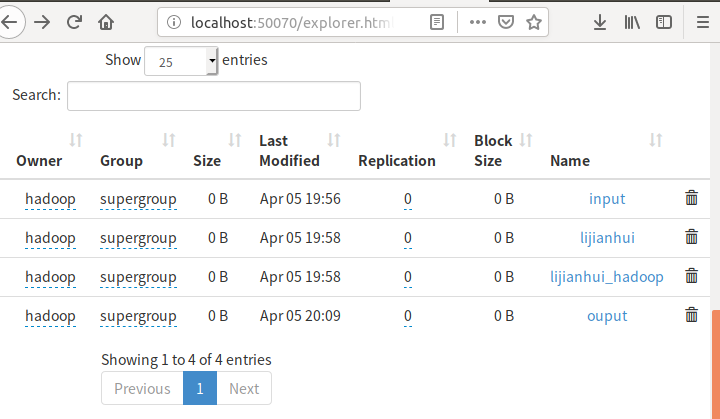 localhost:50070/explorer.html
Show 25 entries
Search:
Owner Group Size Last Modified Replication Block Size Name
hadoop supergroup 0 B Apr 05 19:56 0 0 B input
hadoop supergroup 0 B Apr 05 19:58 0 0 B lijianhui
hadoop supergroup 0 B Apr 05 19:58 0 0 B lijianhui_hadoop
hadoop supergroup 0 B Apr 05 20:09 0 0 B ouput
Showing 1 to 4 of 4 entries
Previous 1 Next